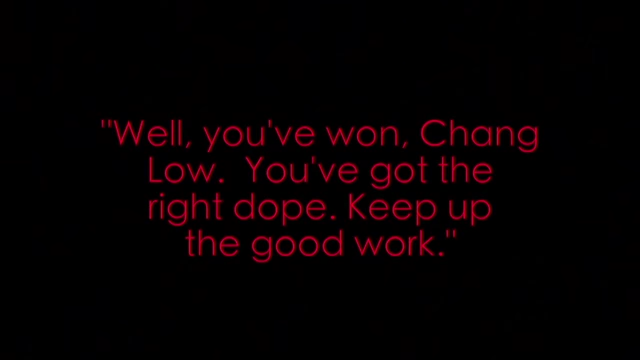 "Well, you've won, Chang
Low.  You've got the
right dope. Keep up
the good work."